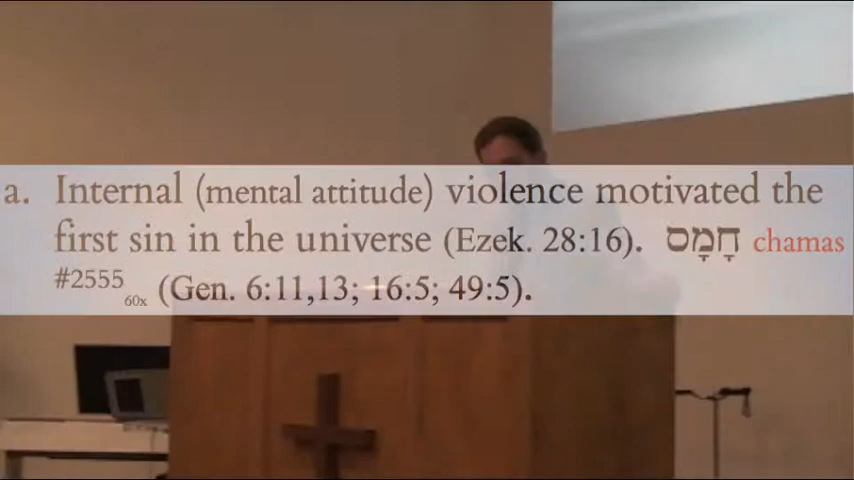 a. Internal (mental attitude) violence motivated the
first sin in the universe (Ezek. 28:16). חָמָס chamas
#2555 60x (Gen. 6:11,13; 16:5; 49:5).